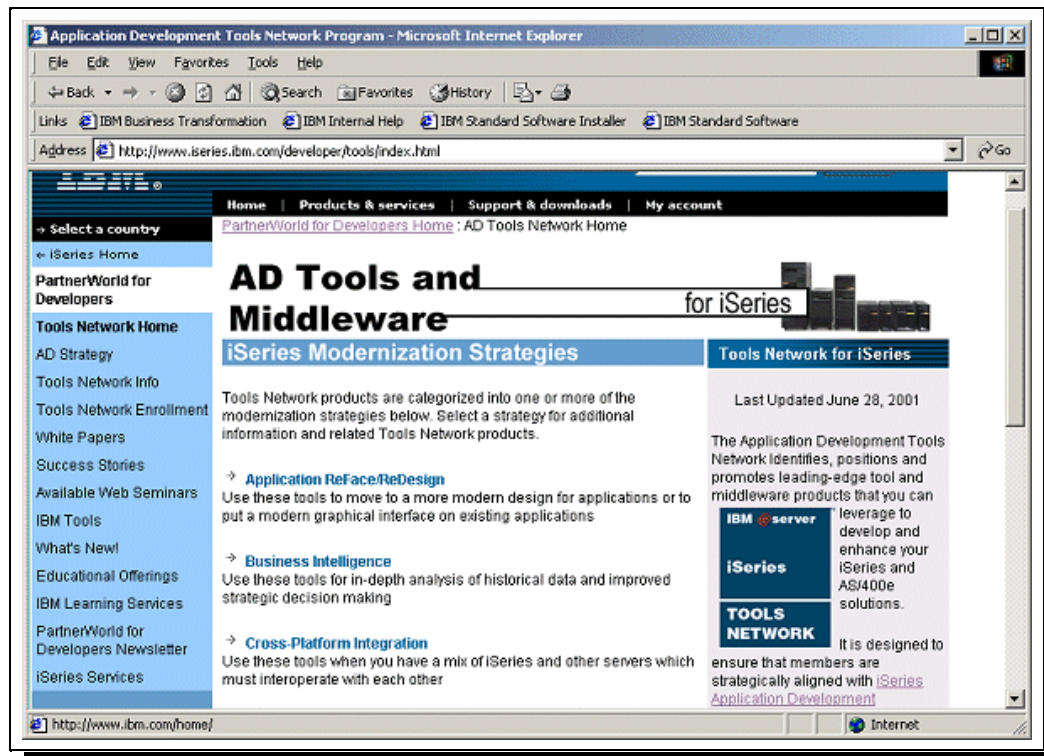 Application Development Tools Network Program - Microsoft Internet Explorer
File Edit View Favorites Tools Help
Back Search Favorites History
Links IBM Business Transformation IBM Internal Help IBM Standard Software Installer IBM Standard Software
Address http://www.iseries.ibm.com/developer/tools/index.html Go
Home | Products & services | Support & downloads | My account
PartnerWorld for Developers Home : AD Tools Network Home
Select a country
iSeries Home
PartnerWorld for
Developers
Tools Network Home
AD Strategy
Tools Network Info
Tools Network Enrollment
White Papers
Success Stories
Available Web Seminars
IBM Tools
What's New!
Educational Offerings
IBM Learning Services
PartnerWorld for
Developers Newsletter
iSeries Services
AD Tools and
Middleware
for iSeries
iSeries Modernization Strategies
Tools Network products are categorized into one or more of the
modernization strategies below. Select a strategy for additional
information and related Tools Network products.
Application ReFace/ReDesign
Use these tools to move to a more modern design for applications or to
put a modern graphical interface on existing applications
Business Intelligence
Use these tools for in-depth analysis of historical data and improved
strategic decision making
Cross-Platform Integration
Use these tools when you have a mix of iSeries and other servers which
must interoperate with each other
Tools Network for iSeries
Last Updated June 28, 2001
The Application Development Tools
Network Identifies, positions and
promotes leading-edge tool and
middleware products that you can
leverage to
develop and
enhance your
iSeries and
AS/400e
solutions.
IBM @server
iSeries
TOOLS
NETWORK
It is designed to
ensure that members are
strategically aligned with iSeries
Application Development
http://www.ibm.com/home/ Internet